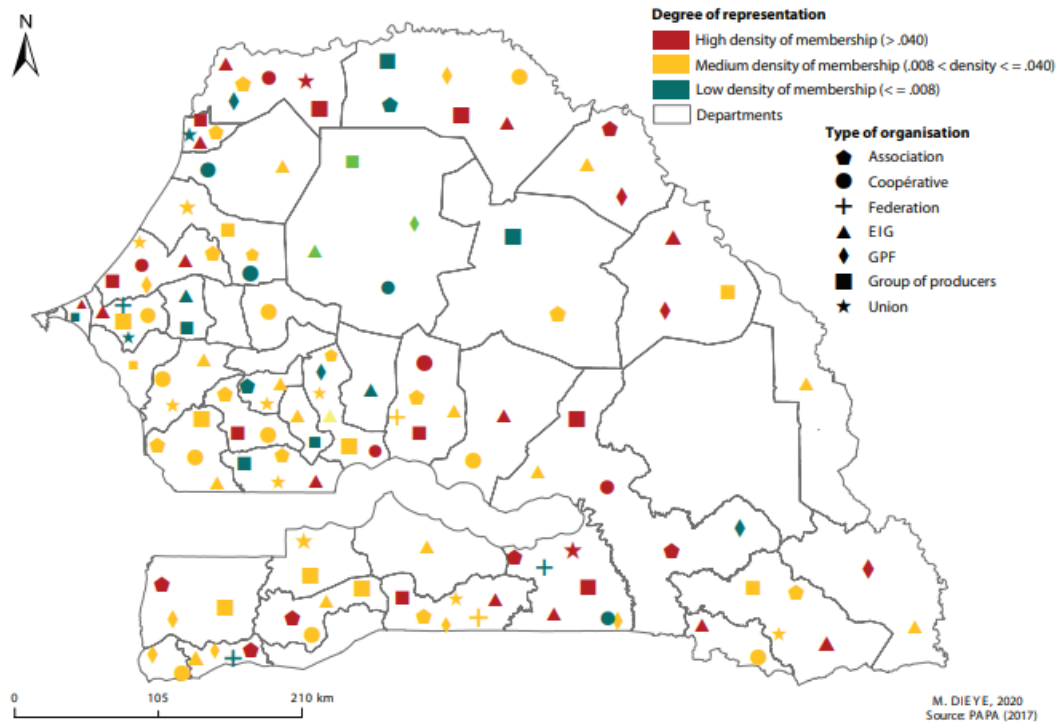 Degree of representation
High density of membership (> .040)
Medium density of membership (.008 < density < = .040)
Low density of membership (< = .008)
Departments
N
Type of organisation
Association
Coopérative
Federation
EIG
GPF
Group of producers
Union
0 105 210 km
M. DIEYE, 2020
Source: PAPA (2017)